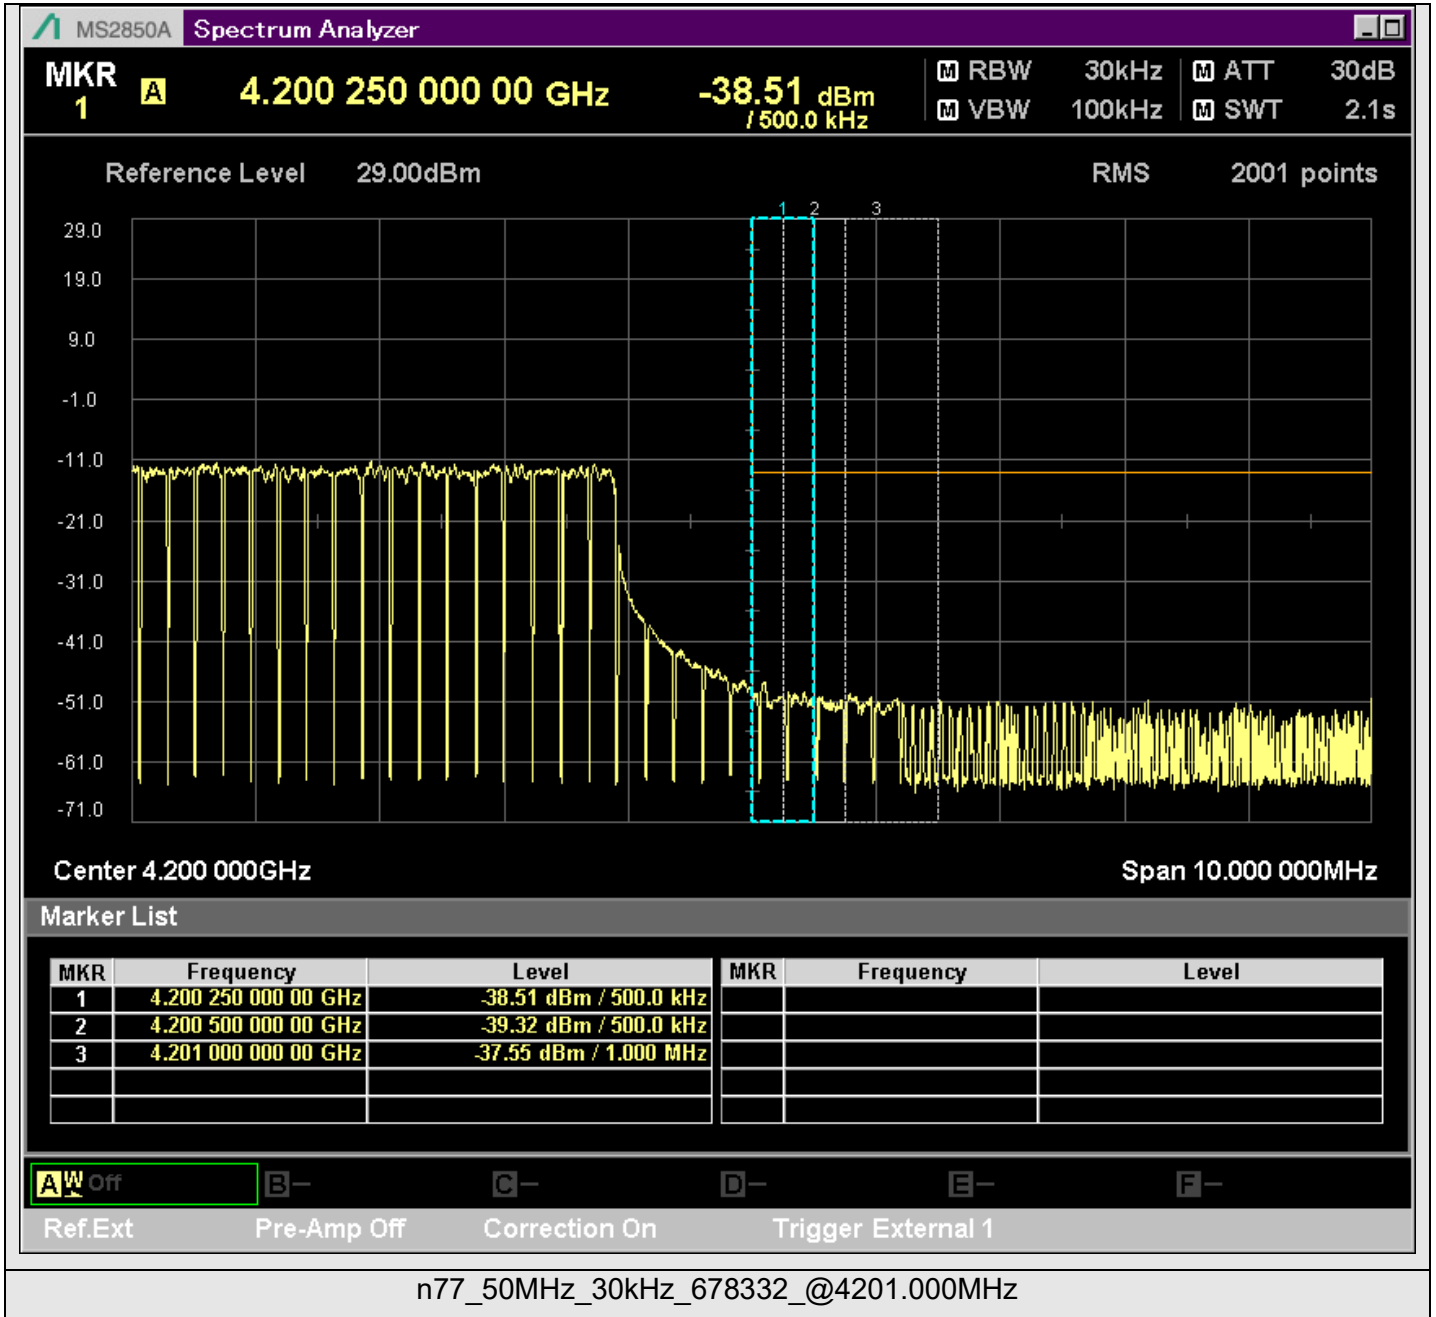 MS2850A Spectrum Analyzer
MKR 1 A 4.200 250 000 00 GHz -38.51 dBm / 500.0 kHz
M RBW 30kHz M ATT 30dB
M VBW 100kHz M SWT 2.1s
Reference Level 29.00dBm RMS 2001 points
1 2 3
29.0
19.0
9.0
-1.0
-11.0
-21.0
-31.0
-41.0
-51.0
-61.0
-71.0
Center 4.200 000GHz Span 10.000 000MHz
Marker List
MKR Frequency Level MKR Frequency Level
1 4.200 250 000 00 GHz -38.51 dBm / 500.0 kHz
2 4.200 500 000 00 GHz -39.32 dBm / 500.0 kHz
3 4.201 000 000 00 GHz -37.55 dBm / 1.000 MHz
A W Off B – C – D – E – F –
Ref.Ext Pre-Amp Off Correction On Trigger External 1
n77_50MHz_30kHz_678332_@4201.000MHz